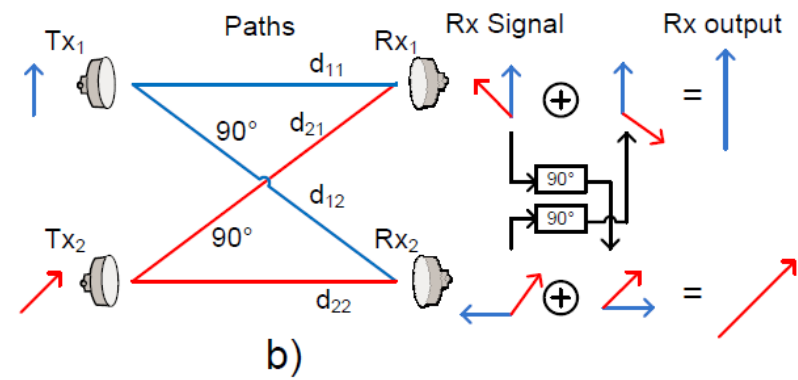 Tx₁ Paths Rx₁ Rx Signal Rx output
d₁₁
90° d₂₁
=
90°
90°
d₁₂
Tx₂ 90° Rx₂
=
d₂₂
b)